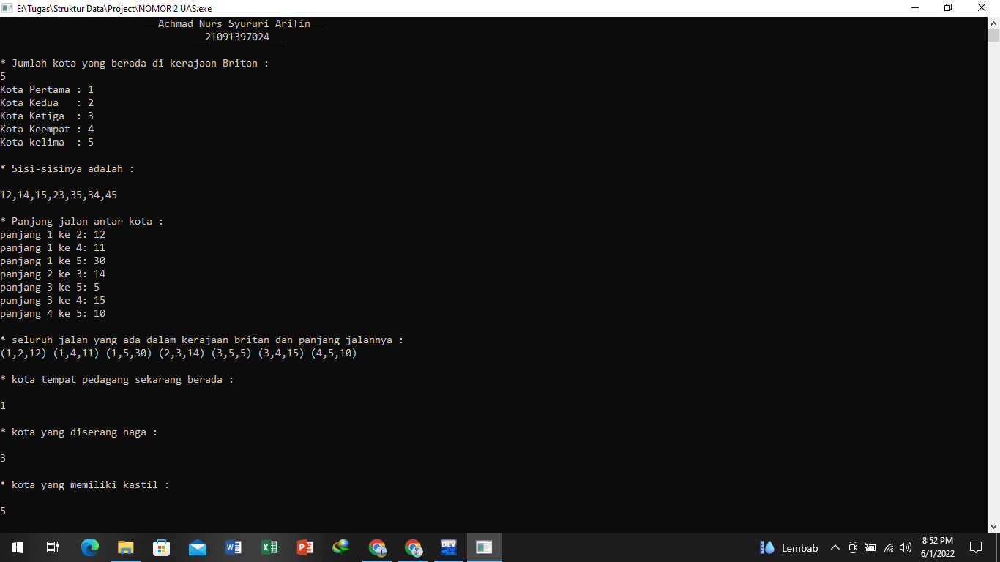 E:\Tugas\Struktur Data\Project\NOMOR 2 UAS.exe
__Achmad Nurs Syururi Arifin__
__21091397024__
* Jumlah kota yang berada di kerajaan Britan :
5
Kota Pertama : 1
Kota Kedua   : 2
Kota Ketiga  : 3
Kota Keempat : 4
Kota kelima  : 5
* Sisi-sisinya adalah :
12,14,15,23,35,34,45
* Panjang jalan antar kota :
panjang 1 ke 2: 12
panjang 1 ke 4: 11
panjang 1 ke 5: 30
panjang 2 ke 3: 14
panjang 3 ke 5: 5
panjang 3 ke 4: 15
panjang 4 ke 5: 10
* seluruh jalan yang ada dalam kerajaan britan dan panjang jalannya :
(1,2,12) (1,4,11) (1,5,30) (2,3,14) (3,5,5) (3,4,15) (4,5,10)
* kota tempat pedagang sekarang berada :
1
* kota yang diserang naga :
3
* kota yang memiliki kastil :
5
DEV
Lembab
8:52 PM
6/1/2022